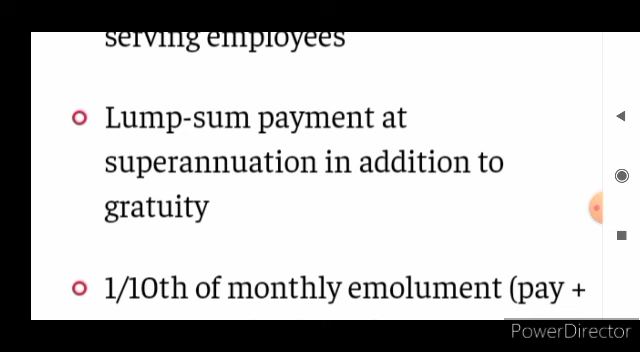 serving employees
Lump-sum payment at
superannuation in addition to
gratuity
1/10th of monthly emolument (pay +
PowerDirector